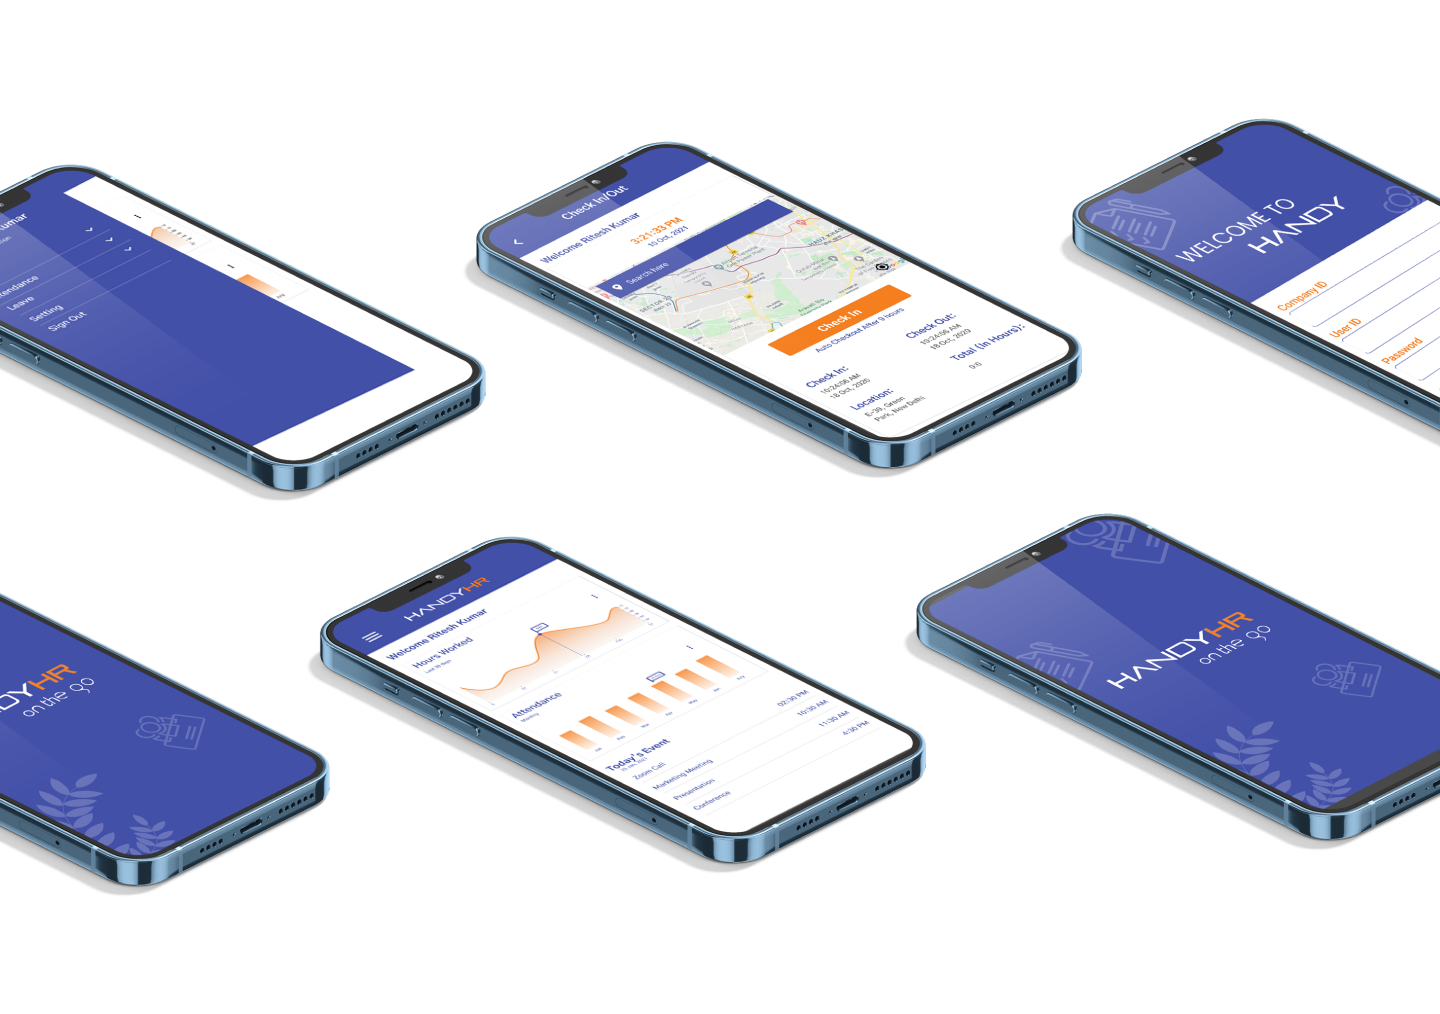 Kumar
Leave
Setting
Sign Out
Check In/Out
Welcome Ritesh Kumar
3:21:33 PM
10 Oct, 2021
Search here
Check In
Auto Checkout After 9 hours
Check In:
10:24:56 AM
18 Oct, 2020
Check Out:
10:24:56 AM
18 Oct, 2020
Location:
E-39, Green
Park, New Delhi
Total (In Hours):
0:0
WELCOME TO
HANDY
Company ID
User ID
Password
HR
on the go
HANDYHR
Welcome Ritesh Kumar
Hours Worked
Attendance
Monthly
Today's Event
Zoom Call 02:30 PM
Marketing Meeting 10:30 AM
Presentation 11:30 AM
Conference 4:30 PM
HANDYHR
on the go